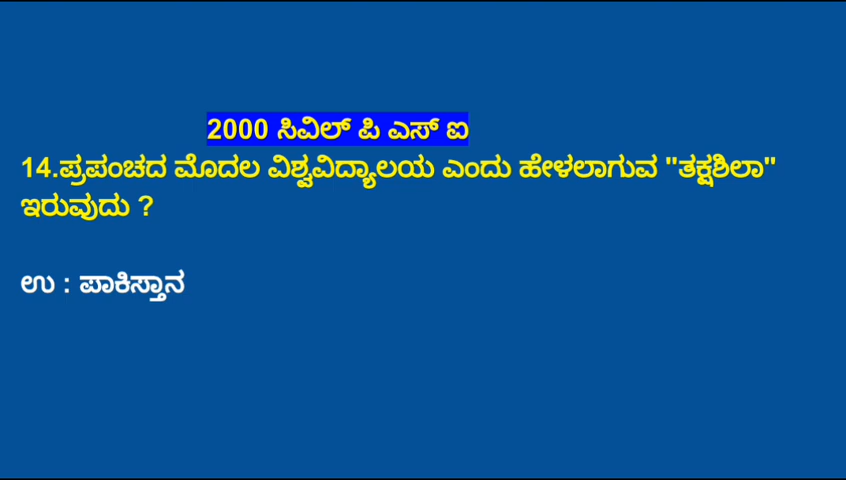 2000 ಸಿವಿಲ್ ಪಿ ಎಸ್ ಐ
14.ಪ್ರಪಂಚದ ಮೊದಲ ವಿಶ್ವವಿದ್ಯಾಲಯ ಎಂದು ಹೇಳಲಾಗುವ "ತಕ್ಷಶಿಲಾ"
ಇರುವುದು ?
ಉ : ಪಾಕಿಸ್ತಾನ